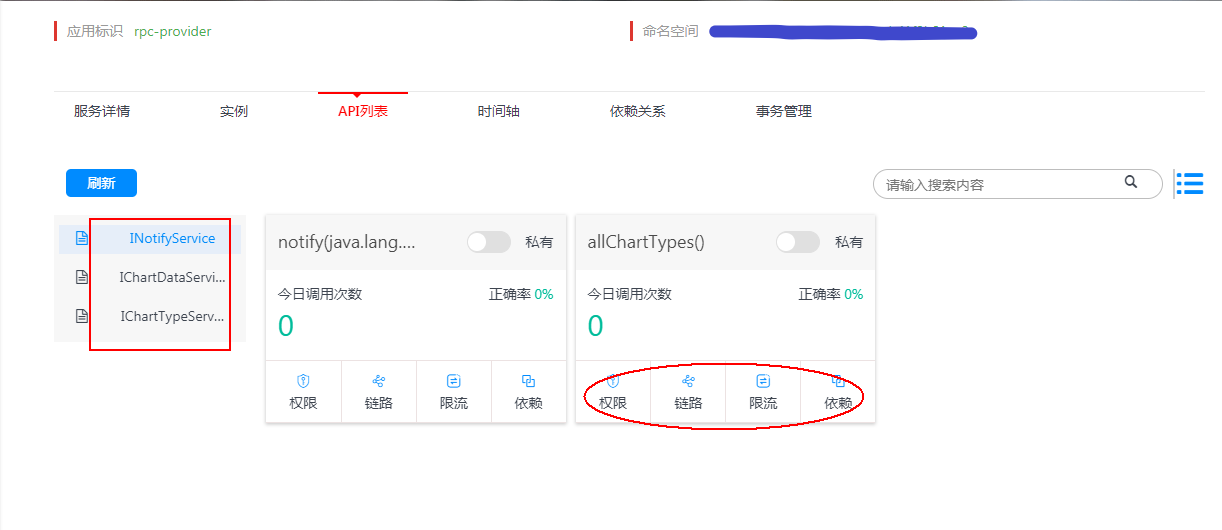 应用标识 rpc-provider
命名空间
服务详情 实例 API列表 时间轴 依赖关系 事务管理
刷新
请输入搜索内容
INotifyService
IChartDataServi...
IChartTypeServ...
notify(java.lang.... 私有
今日调用次数 正确率 0%
0
权限 链路 限流 依赖
allChartTypes() 私有
今日调用次数 正确率 0%
0
权限 链路 限流 依赖